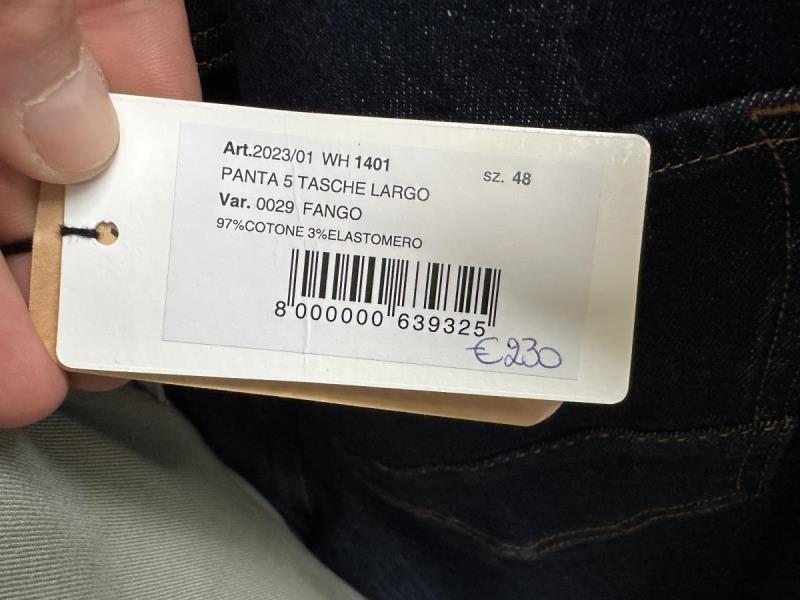 Art.2023/01 WH 1401
sz. 48
PANTA 5 TASCHE LARGO
Var. 0029 FANGO
97%COTONE 3%ELASTOMERO
8 000000 639325
€230